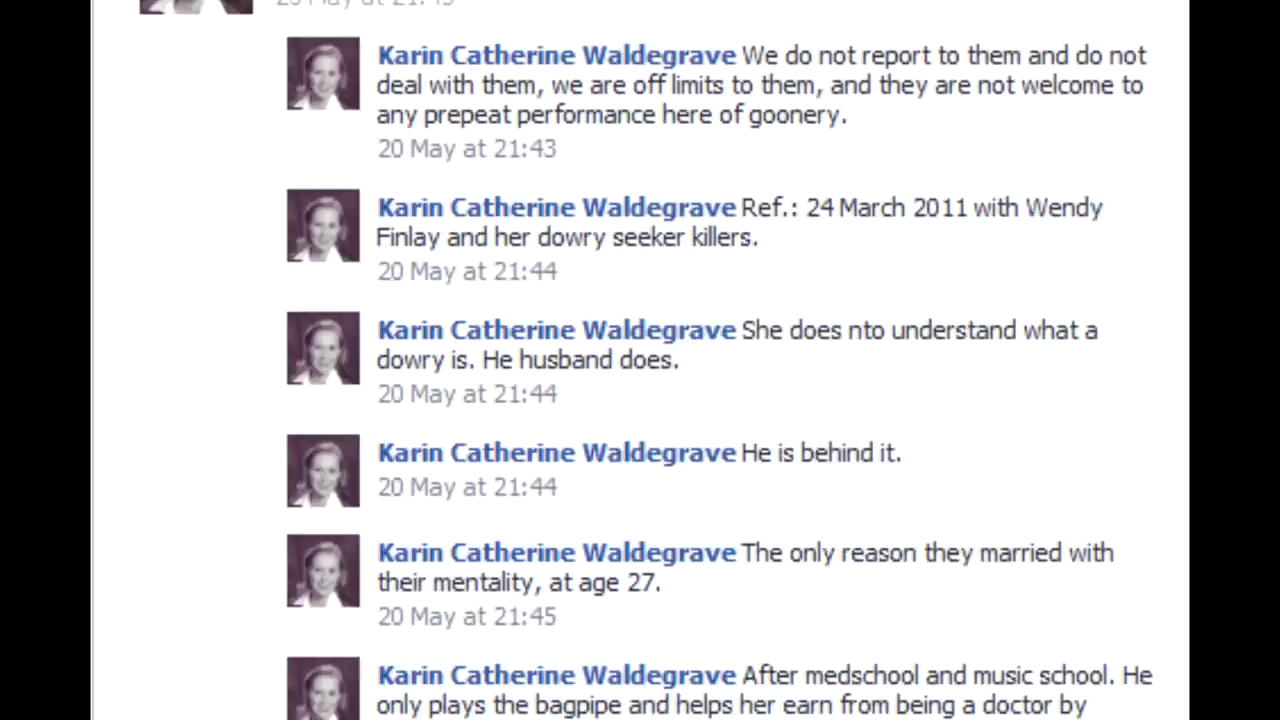 Karin Catherine Waldegrave We do not report to them and do not
deal with them, we are off limits to them, and they are not welcome to
any prepeat performance here of goonery.
20 May at 21:43
Karin Catherine Waldegrave Ref.: 24 March 2011 with Wendy
Finlay and her dowry seeker killers.
20 May at 21:44
Karin Catherine Waldegrave She does nto understand what a
dowry is. He husband does.
20 May at 21:44
Karin Catherine Waldegrave He is behind it.
20 May at 21:44
Karin Catherine Waldegrave The only reason they married with
their mentality, at age 27.
20 May at 21:45
Karin Catherine Waldegrave After medschool and music school. He
only plays the bagpipe and helps her earn from being a doctor by